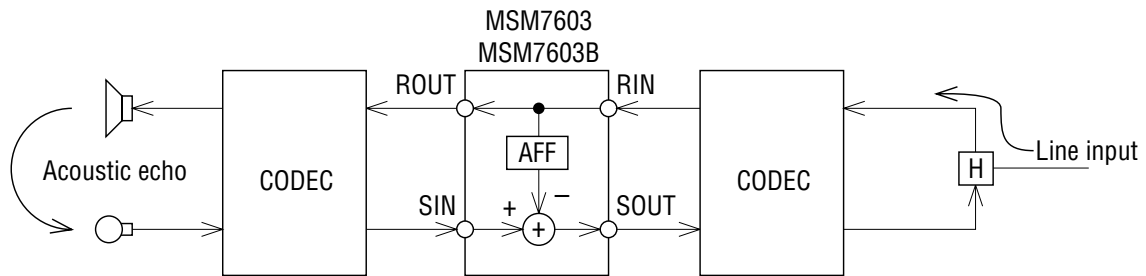 MSM7603
MSM7603B
ROUT
RIN
AFF
Acoustic echo
CODEC
CODEC
H
Line input
SIN
+
−
SOUT
+